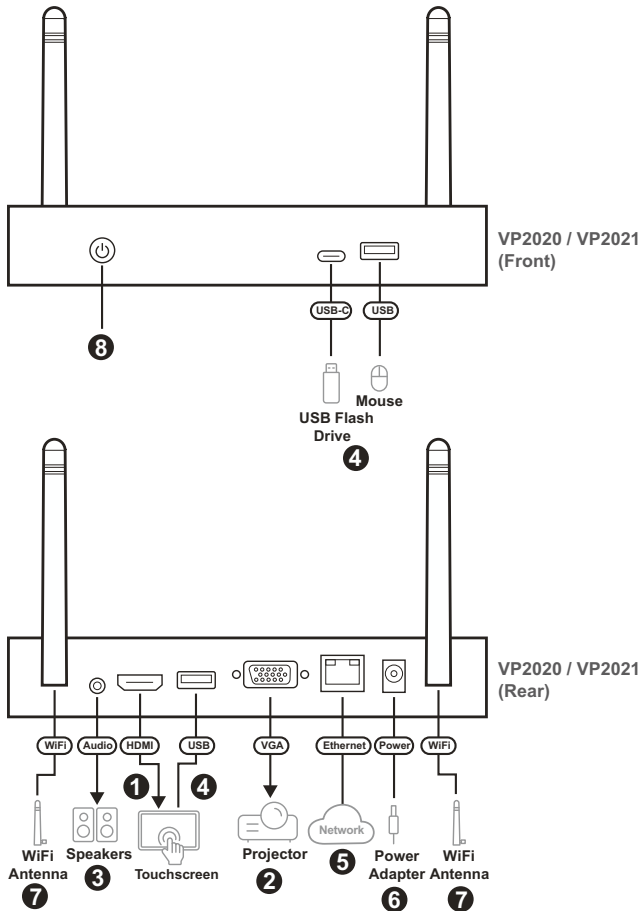 VP2020 / VP2021
(Front)
USB-C
USB
8
Mouse
USB Flash
Drive
4
VP2020 / VP2021
(Rear)
WiFi
Audio
HDMI
USB
VGA
Ethernet
Power
WiFi
1
4
Network
WiFi
Antenna
7
Speakers
3
Touchscreen
Projector
2
5
Power
Adapter
6
WiFi
Antenna
7